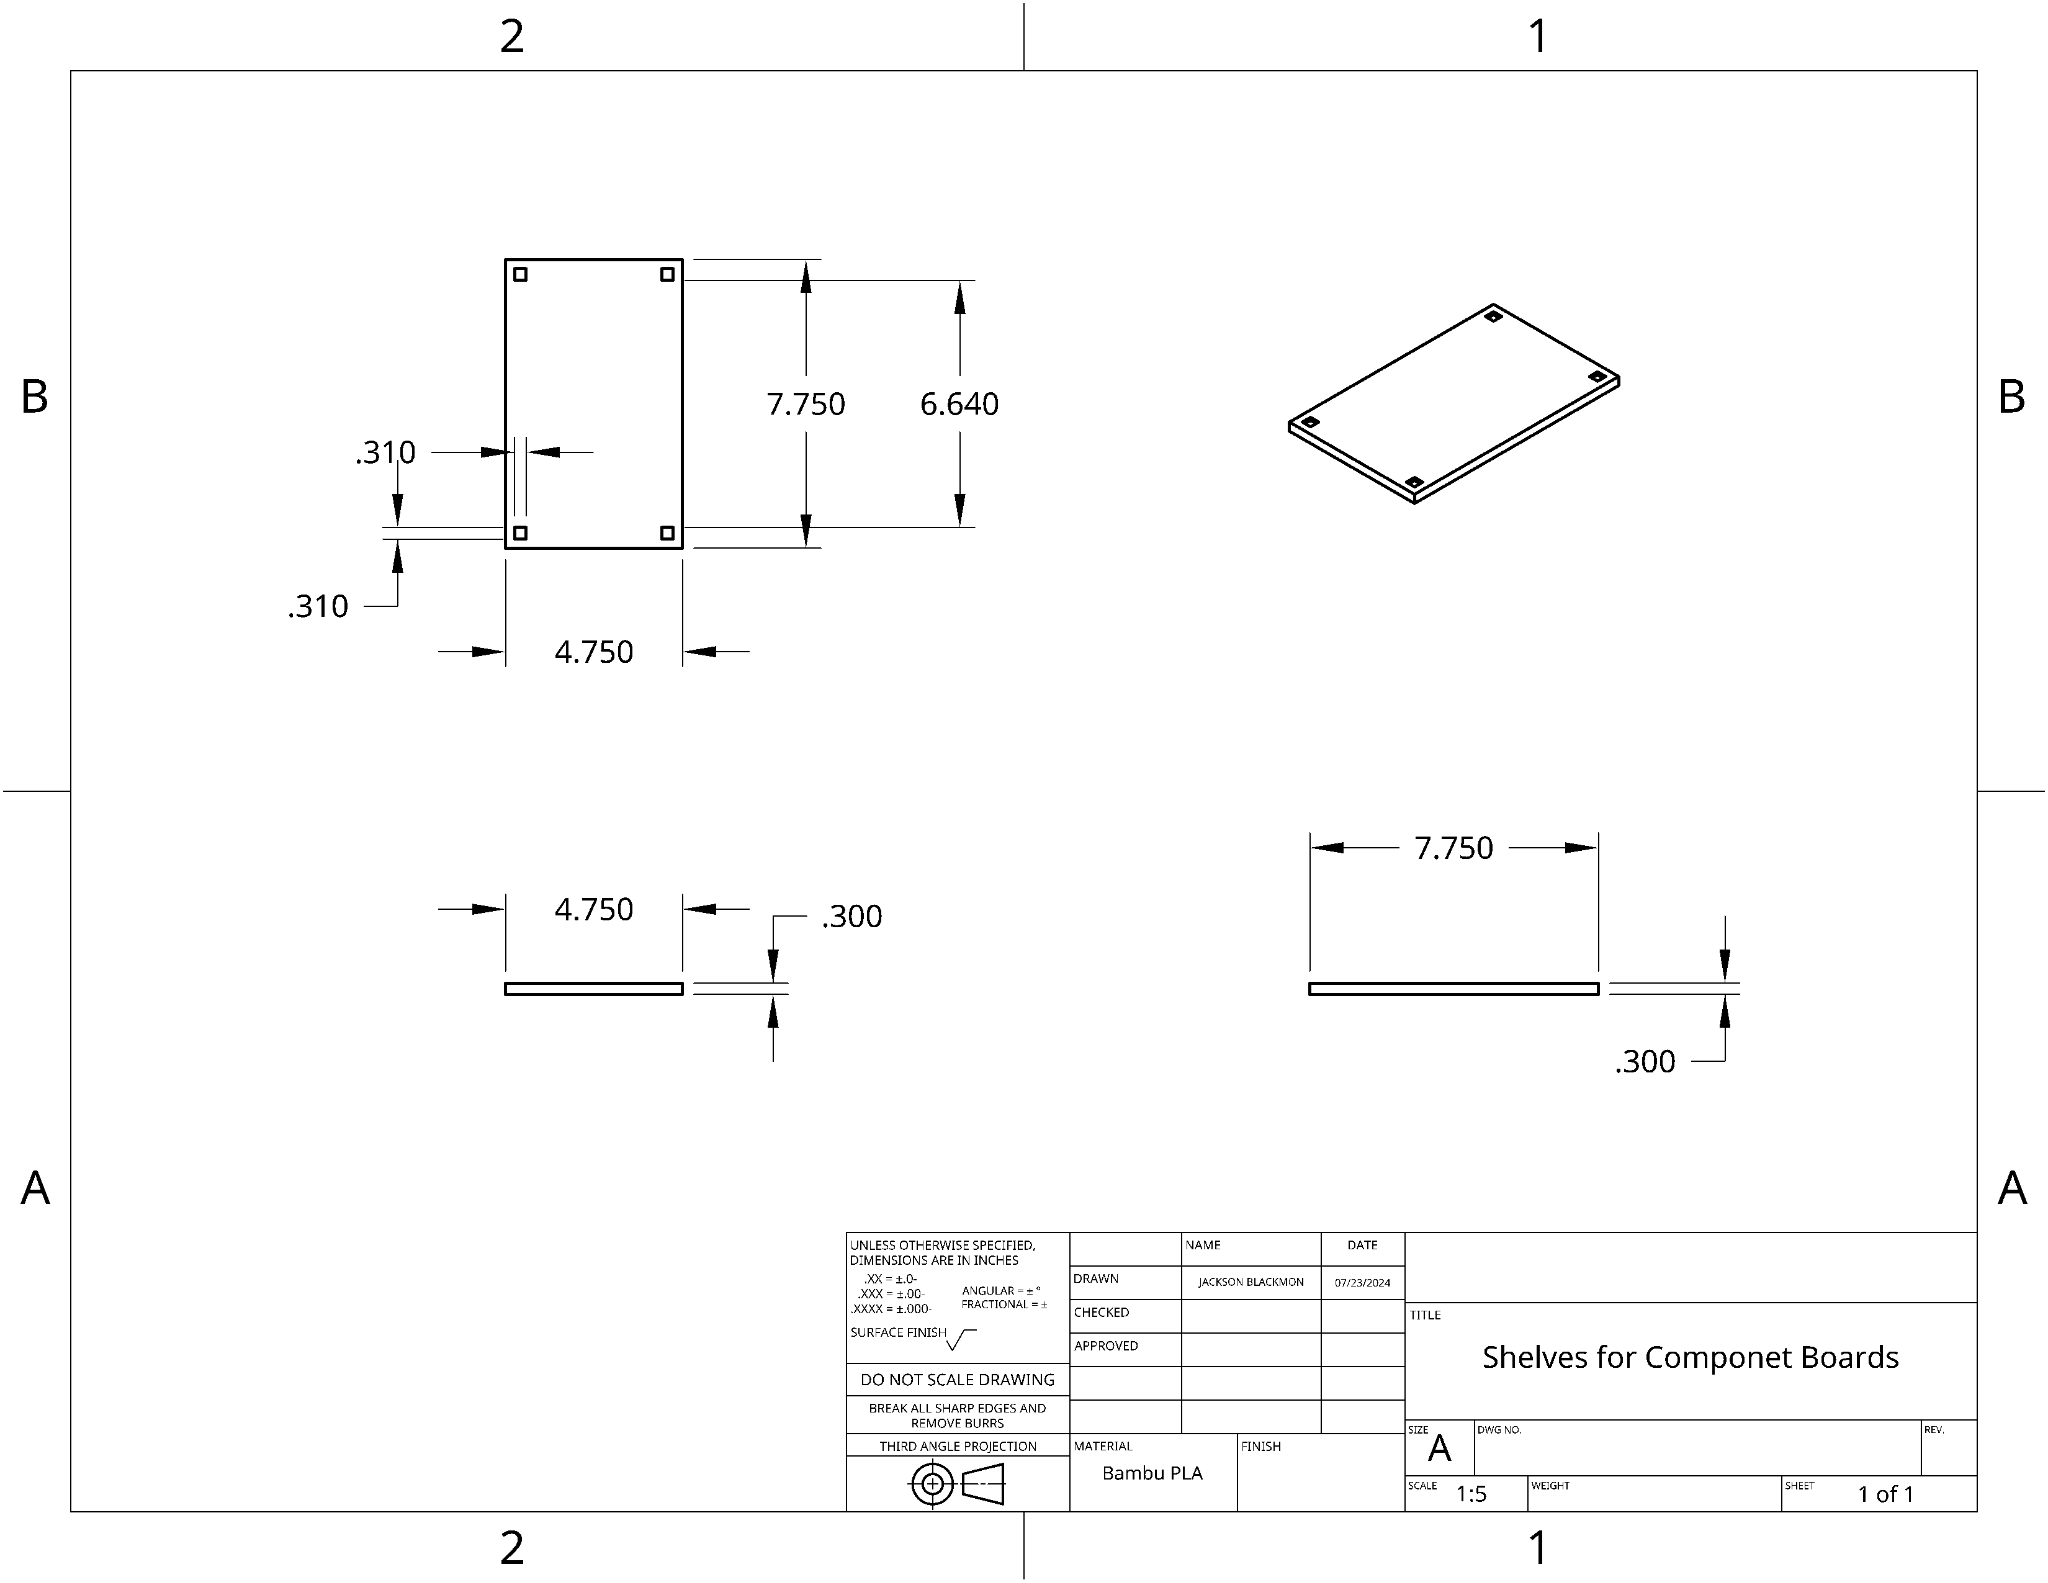 2
1
B
B
7.750
6.640
.310
.310
4.750
7.750
4.750
.300
.300
A
A
UNLESS OTHERWISE SPECIFIED,
DIMENSIONS ARE IN INCHES
.XX = ±.0-
.XXX = ±.00-
.XXXX = ±.000-
ANGULAR = ± °
FRACTIONAL = ±
SURFACE FINISH
DO NOT SCALE DRAWING
BREAK ALL SHARP EDGES AND
REMOVE BURRS
THIRD ANGLE PROJECTION
NAME
DATE
DRAWN
JACKSON BLACKMON
07/23/2024
CHECKED
APPROVED
MATERIAL
Bambu PLA
FINISH
TITLE
Shelves for Componet Boards
SIZE
A
DWG NO.
REV.
SCALE
1:5
WEIGHT
SHEET
1 of 1
2
1